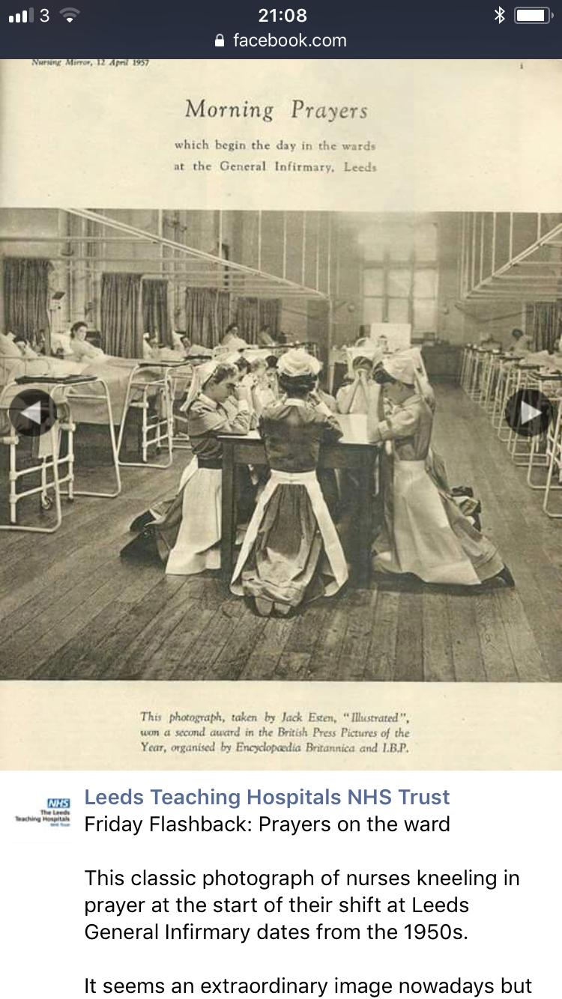 3 21:08
facebook.com
Nursing Mirror, 12 April 1957 i
Morning Prayers
which begin the day in the wards
at the General Infirmary, Leeds
This photograph, taken by Jack Esten, "Illustrated",
won a second award in the British Press Pictures of the
Year, organised by Encyclopædia Britannica and I.B.P.
NHS
The Leeds
Teaching Hospitals
NHS Trust
Leeds Teaching Hospitals NHS Trust
Friday Flashback: Prayers on the ward
This classic photograph of nurses kneeling in
prayer at the start of their shift at Leeds
General Infirmary dates from the 1950s.
It seems an extraordinary image nowadays but